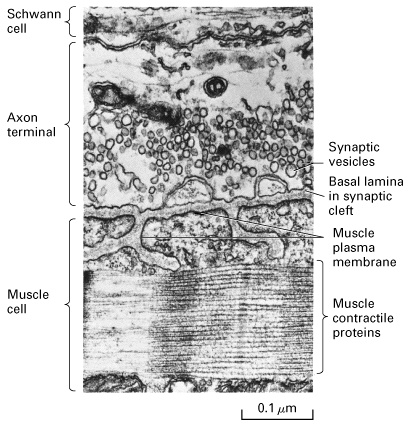 Schwann
cell
Axon
terminal
Synaptic
vesicles
Basal lamina
in synaptic
cleft
Muscle
plasma
membrane
Muscle
cell
Muscle
contractile
proteins
0.1 μm